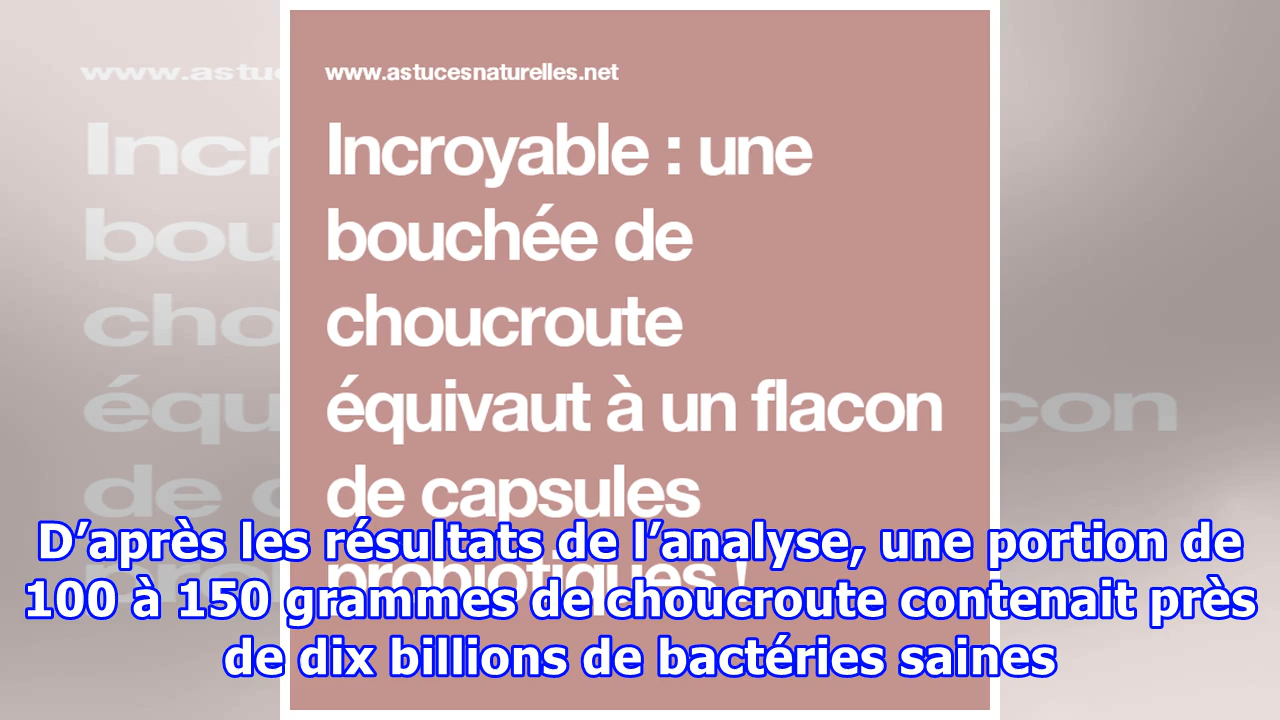 www.astucesnaturelles.net
Incroyable : une
bouchée de
choucroute
équivaut à un flacon
de capsules
probiotiques !
D’après les résultats de l’analyse, une portion de
100 à 150 grammes de choucroute contenait près
de dix billions de bactéries saines